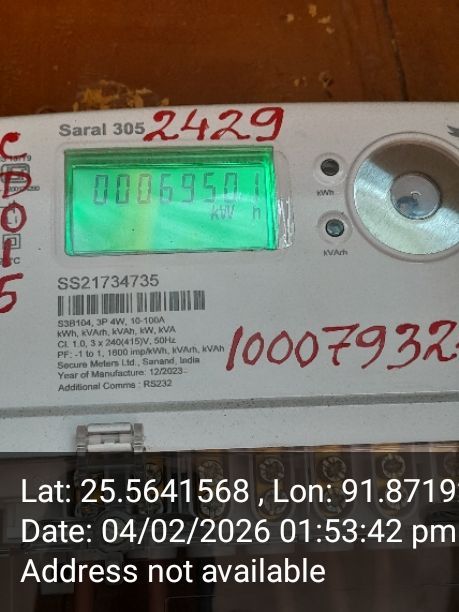 Saral 305 2429
00069501
kW h
kWh
kVArh
SS21734735
S3B104, 3P 4W, 10-100A
kWh, kVArh, kVAh, kW, kVA
Cl. 1.0, 3 x 240(415)V, 50Hz
PF: -1 to 1, 1600 imp/kWh, kVArh, kVAh
Secure Meters Ltd., Sanand, India
Year of Manufacture: 12/2023
Additional Comms : RS232
10007932
CP015
Lat: 25.5641568 , Lon: 91.8719
Date: 04/02/2026 01:53:42 pm
Address not available